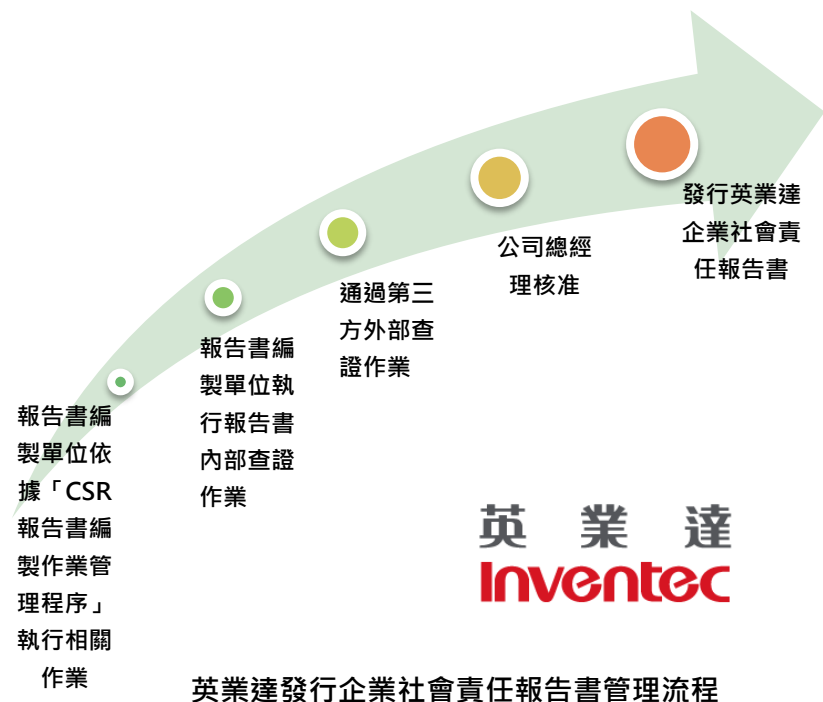 報告書編
製單位依
據「CSR
報告書編
製作業管
理程序」
執行相關
作業
報告書編
製單位執
行報告書
內部查證
作業
通過第三
方外部查
證作業
公司總經
理核准
發行英業達
企業社會責
任報告書
英業達
Inventec
英業達發行企業社會責任報告書管理流程